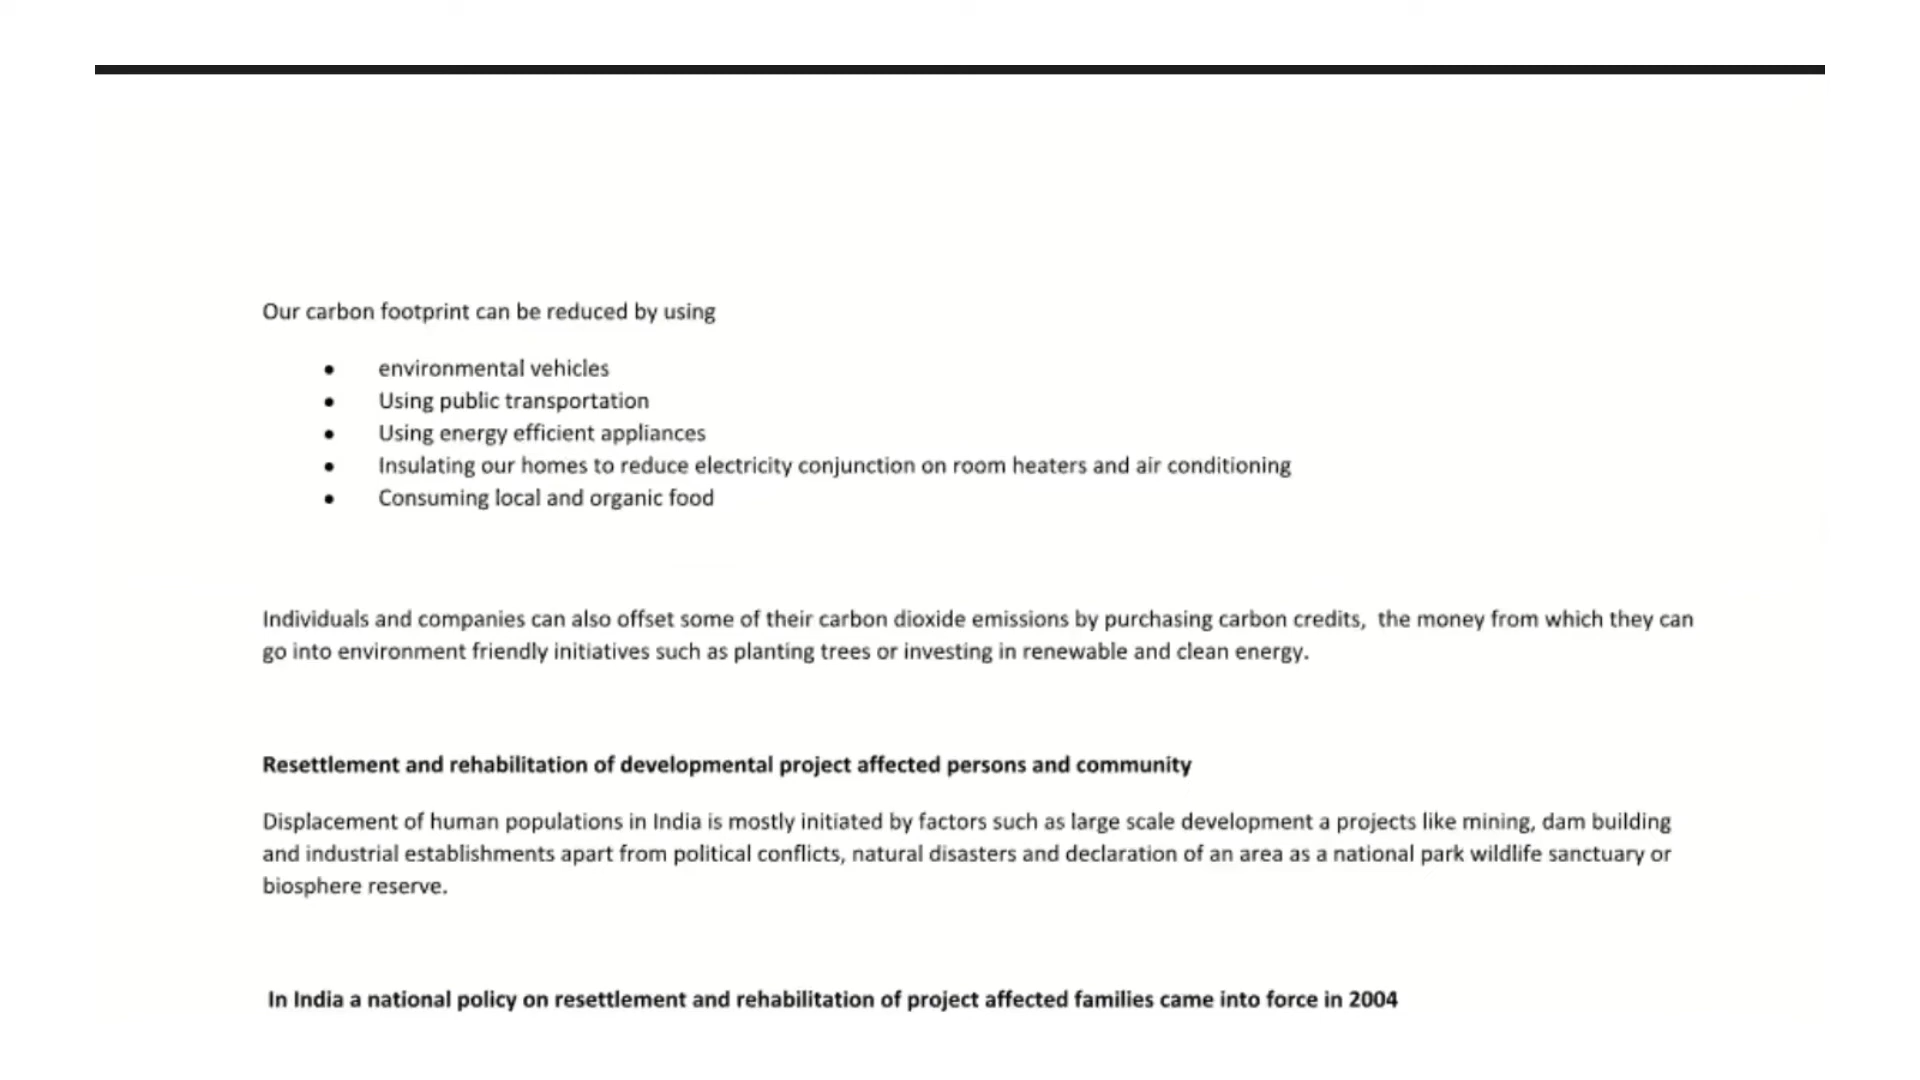 Our carbon footprint can be reduced by using
• environmental vehicles
• Using public transportation
• Using energy efficient appliances
• Insulating our homes to reduce electricity conjunction on room heaters and air conditioning
• Consuming local and organic food
Individuals and companies can also offset some of their carbon dioxide emissions by purchasing carbon credits,  the money from which they can
go into environment friendly initiatives such as planting trees or investing in renewable and clean energy.
Resettlement and rehabilitation of developmental project affected persons and community
Displacement of human populations in India is mostly initiated by factors such as large scale development a projects like mining, dam building
and industrial establishments apart from political conflicts, natural disasters and declaration of an area as a national park wildlife sanctuary or
biosphere reserve.
In India a national policy on resettlement and rehabilitation of project affected families came into force in 2004